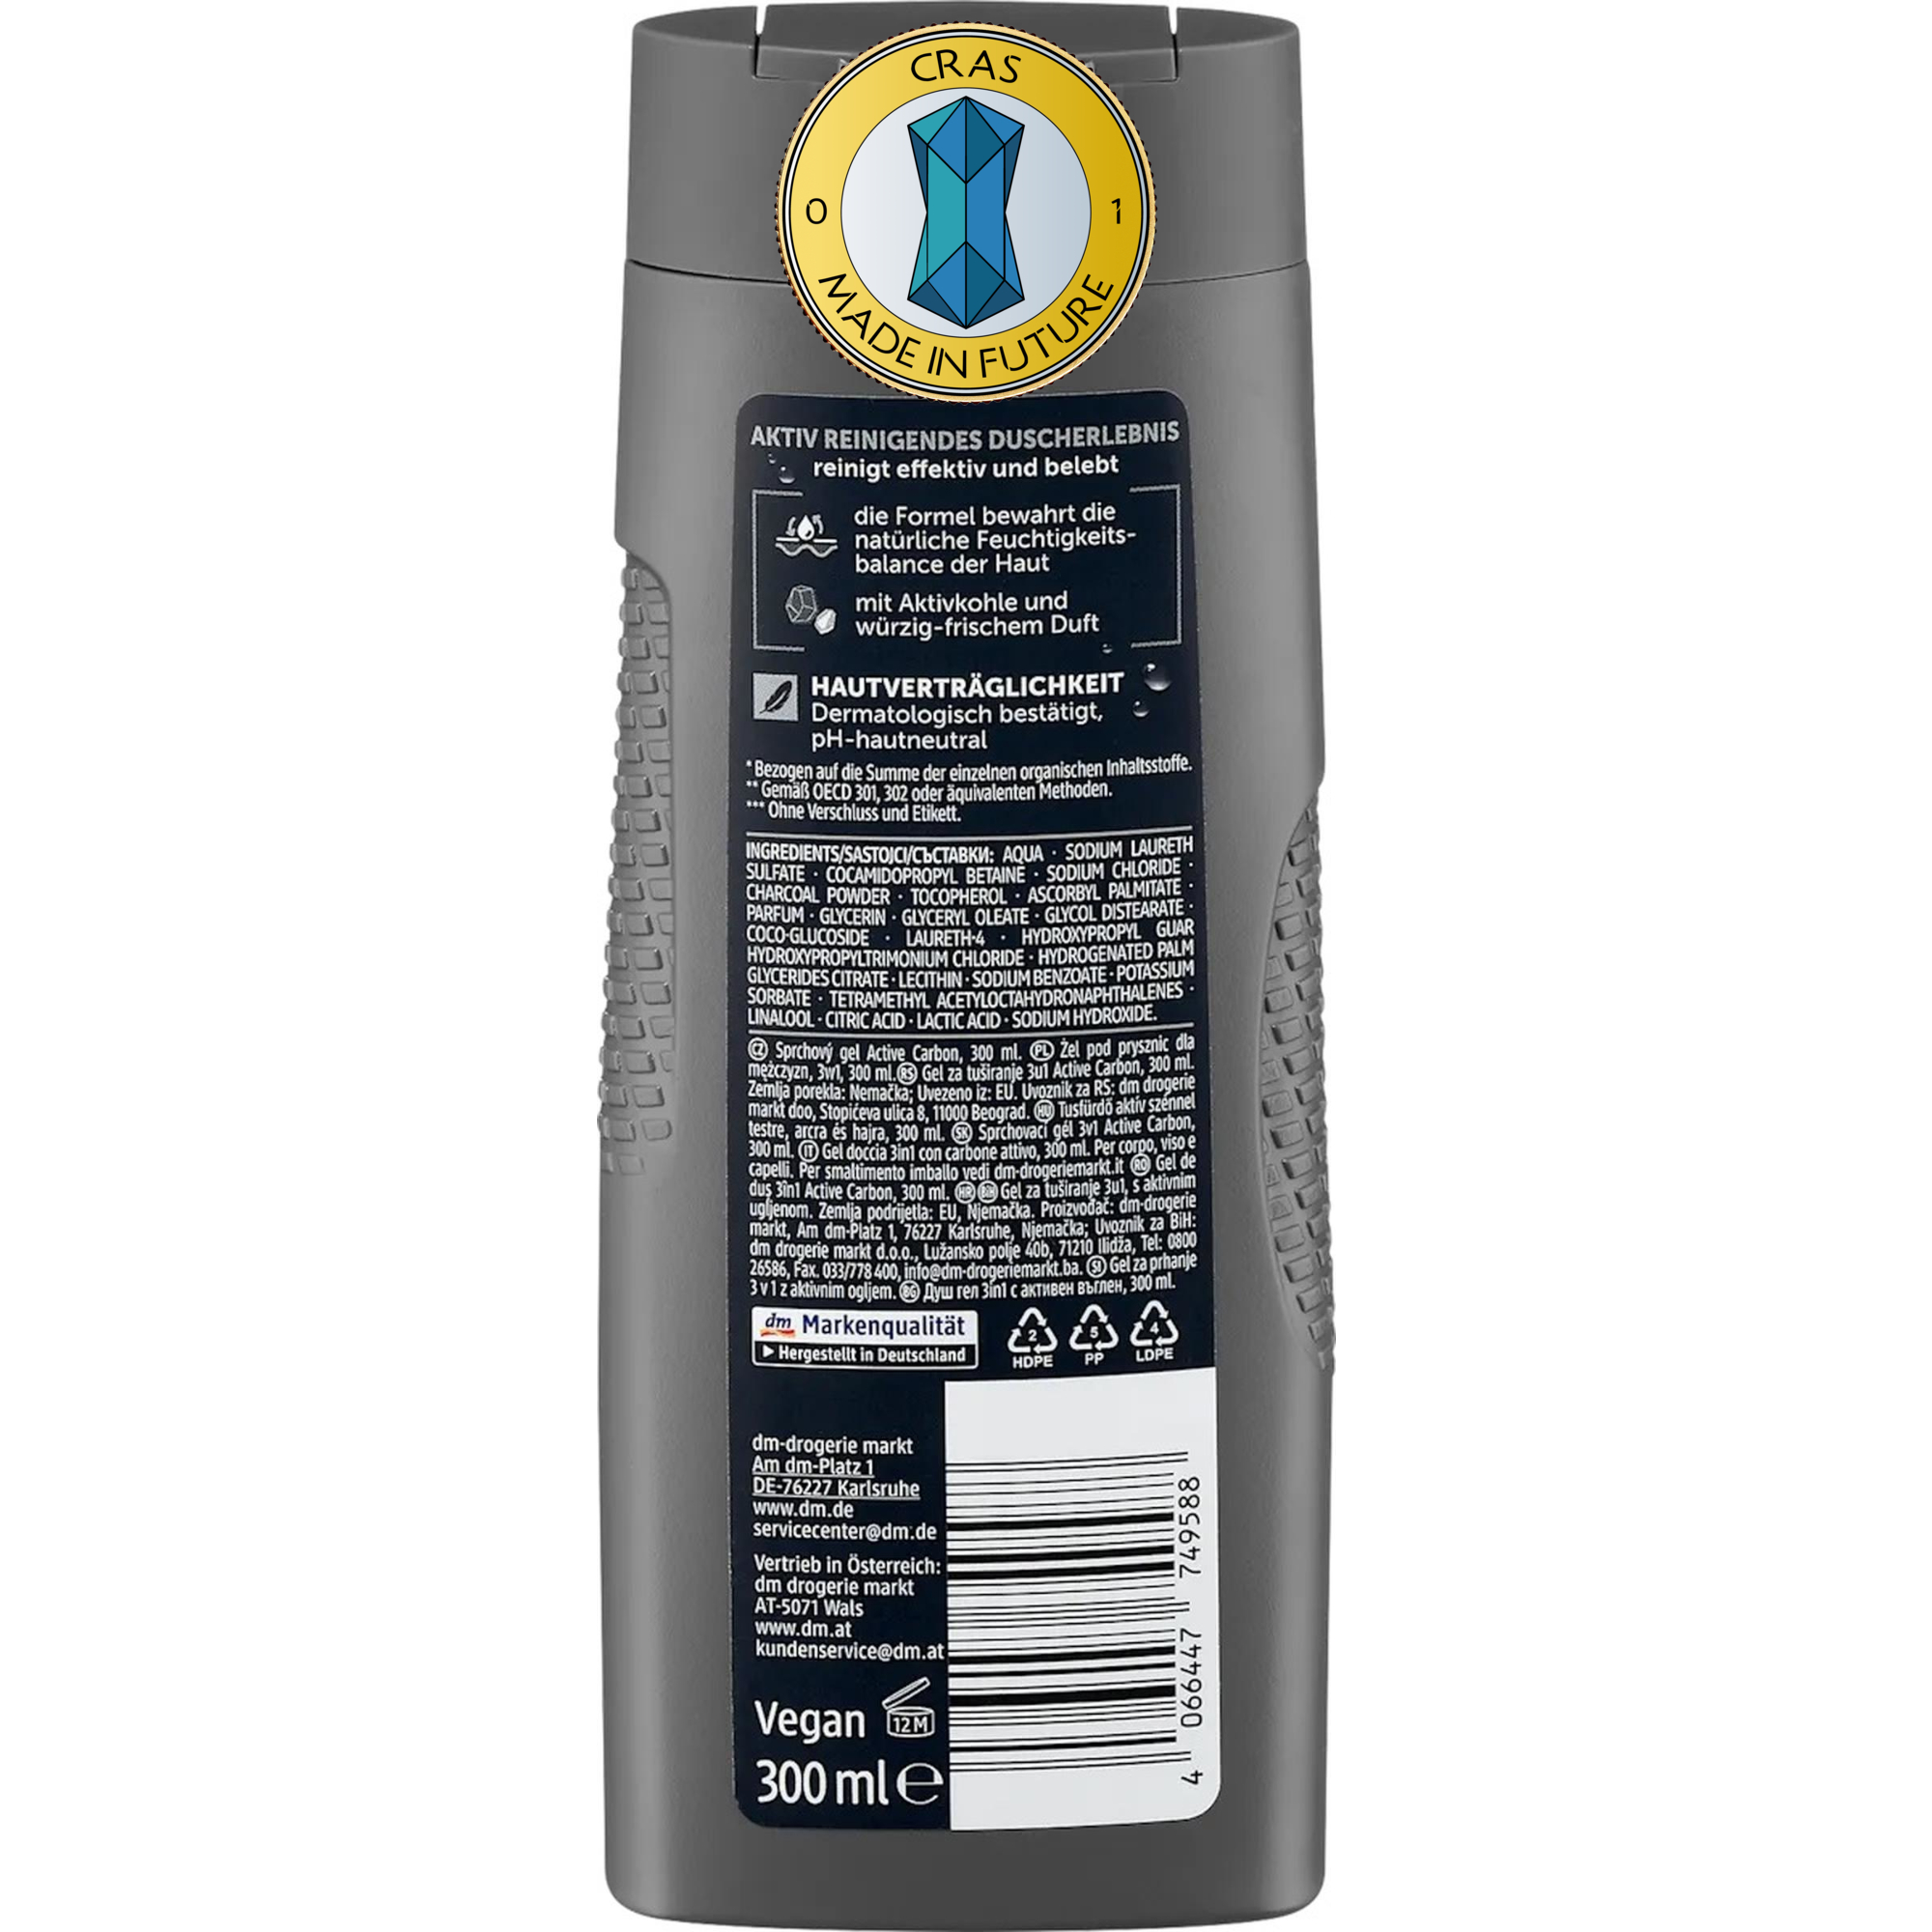 CRAS
0
1
MADE IN FUTURE
AKTIV REINIGENDES DUSCHERLEBNIS
reinigt effektiv und belebt
die Formel bewahrt die
natürliche Feuchtigkeits-
balance der Haut
mit Aktivkohle und
würzig-frischem Duft
HAUTVERTRÄGLICHKEIT
Dermatologisch bestätigt,
pH-hautneutral
* Bezogen auf die Summe der einzelnen organischen Inhaltsstoffe.
** Gemäß OECD 301, 302 oder äquivalenten Methoden.
*** Ohne Verschluss und Etikett.
INGREDIENTS/SASTOJCI/СЪСТАВКИ: AQUA · SODIUM LAURETH
SULFATE · COCAMIDOPROPYL BETAINE · SODIUM CHLORIDE ·
CHARCOAL POWDER · TOCOPHEROL · ASCORBYL PALMITATE ·
PARFUM · GLYCERIN · GLYCERYL OLEATE · GLYCOL DISTEARATE ·
COCO-GLUCOSIDE · LAURETH-4 · HYDROXYPROPYL GUAR
HYDROXYPROPYLTRIMONIUM CHLORIDE · HYDROGENATED PALM
GLYCERIDES CITRATE · LECITHIN · SODIUM BENZOATE · POTASSIUM
SORBATE · TETRAMETHYL ACETYLOCTAHYDRONAPHTHALENES ·
LINALOOL · CITRIC ACID · LACTIC ACID · SODIUM HYDROXIDE.
CZ Sprchový gel Active Carbon, 300 ml. PL Żel pod prysznic dla
mężczyzn, 3w1, 300 ml. RS Gel za tuširanje 3u1 Active Carbon, 300 ml.
Zemlja porekla: Nemačka; Uvezeno iz: EU. Uvoznik za RS: dm drogerie
markt doo, Stopićeva ulica 8, 11000 Beograd. HU Tusfürdő aktív szénnel
testre, arcra és hajra, 300 ml. SK Sprchovací gél 3v1 Active Carbon,
300 ml. IT Gel doccia 3in1 con carbone attivo, 300 ml. Per corpo, viso e
capelli. Per smaltimento imballo vedi dm-drogeriemarkt.it RO Gel de
duș 3în1 Active Carbon, 300 ml. HR BiH Gel za tuširanje 3u1, s aktivnim
ugljenom. Zemlja podrijetla: EU, Njemačka. Proizvođač: dm-drogerie
markt, Am dm-Platz 1, 76227 Karlsruhe, Njemačka; Uvoznik za BiH:
dm drogerie markt d.o.o., Lužansko polje 40b, 71210 Ilidža, Tel: 0800
26586, Fax. 033/778 400, info@dm-drogeriemarkt.ba. SI Gel za prhanje
3 v 1 z aktivnim ogljem. BG Душ гел 3in1 с активен въглен, 300 ml.
dm Markenqualität
Hergestellt in Deutschland
2
HDPE
5
PP
4
LDPE
dm-drogerie markt
Am dm-Platz 1
DE-76227 Karlsruhe
www.dm.de
servicecenter@dm.de
Vertrieb in Österreich:
dm drogerie markt
AT-5071 Wals
www.dm.at
kundenservice@dm.at
Vegan
12M
300 ml ℮
4 066447 749588